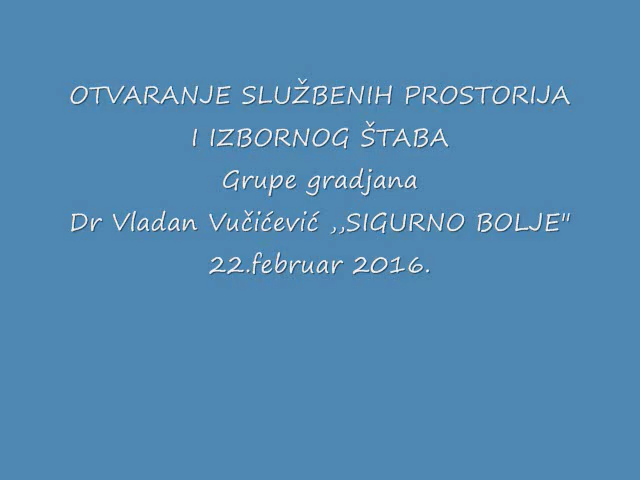 OTVARANJE SLUŽBENIH PROSTORIJA
I IZBORNOG ŠTABA
Grupe gradjana
Dr Vladan Vučićević ,,SIGURNO BOLJE"
22.februar 2016.